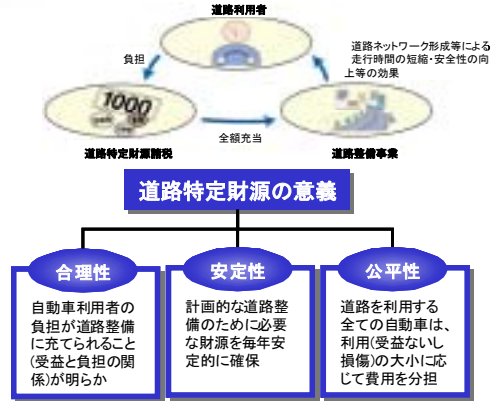 道路利用者
負担
道路ネットワーク形成等による
走行時間の短縮・安全性の向
上等の効果
1000
全額充当
道路特定財源諸税
道路整備事業
道路特定財源の意義
合理性
安定性
公平性
自動車利用者の
負担が道路整備
に充てられること
(受益と負担の関
係)が明らか
計画的な道路整
備のために必要
な財源を毎年安
定的に確保
道路を利用する
全ての自動車は、
利用(受益ないし
損傷)の大小に応
じて費用を分担